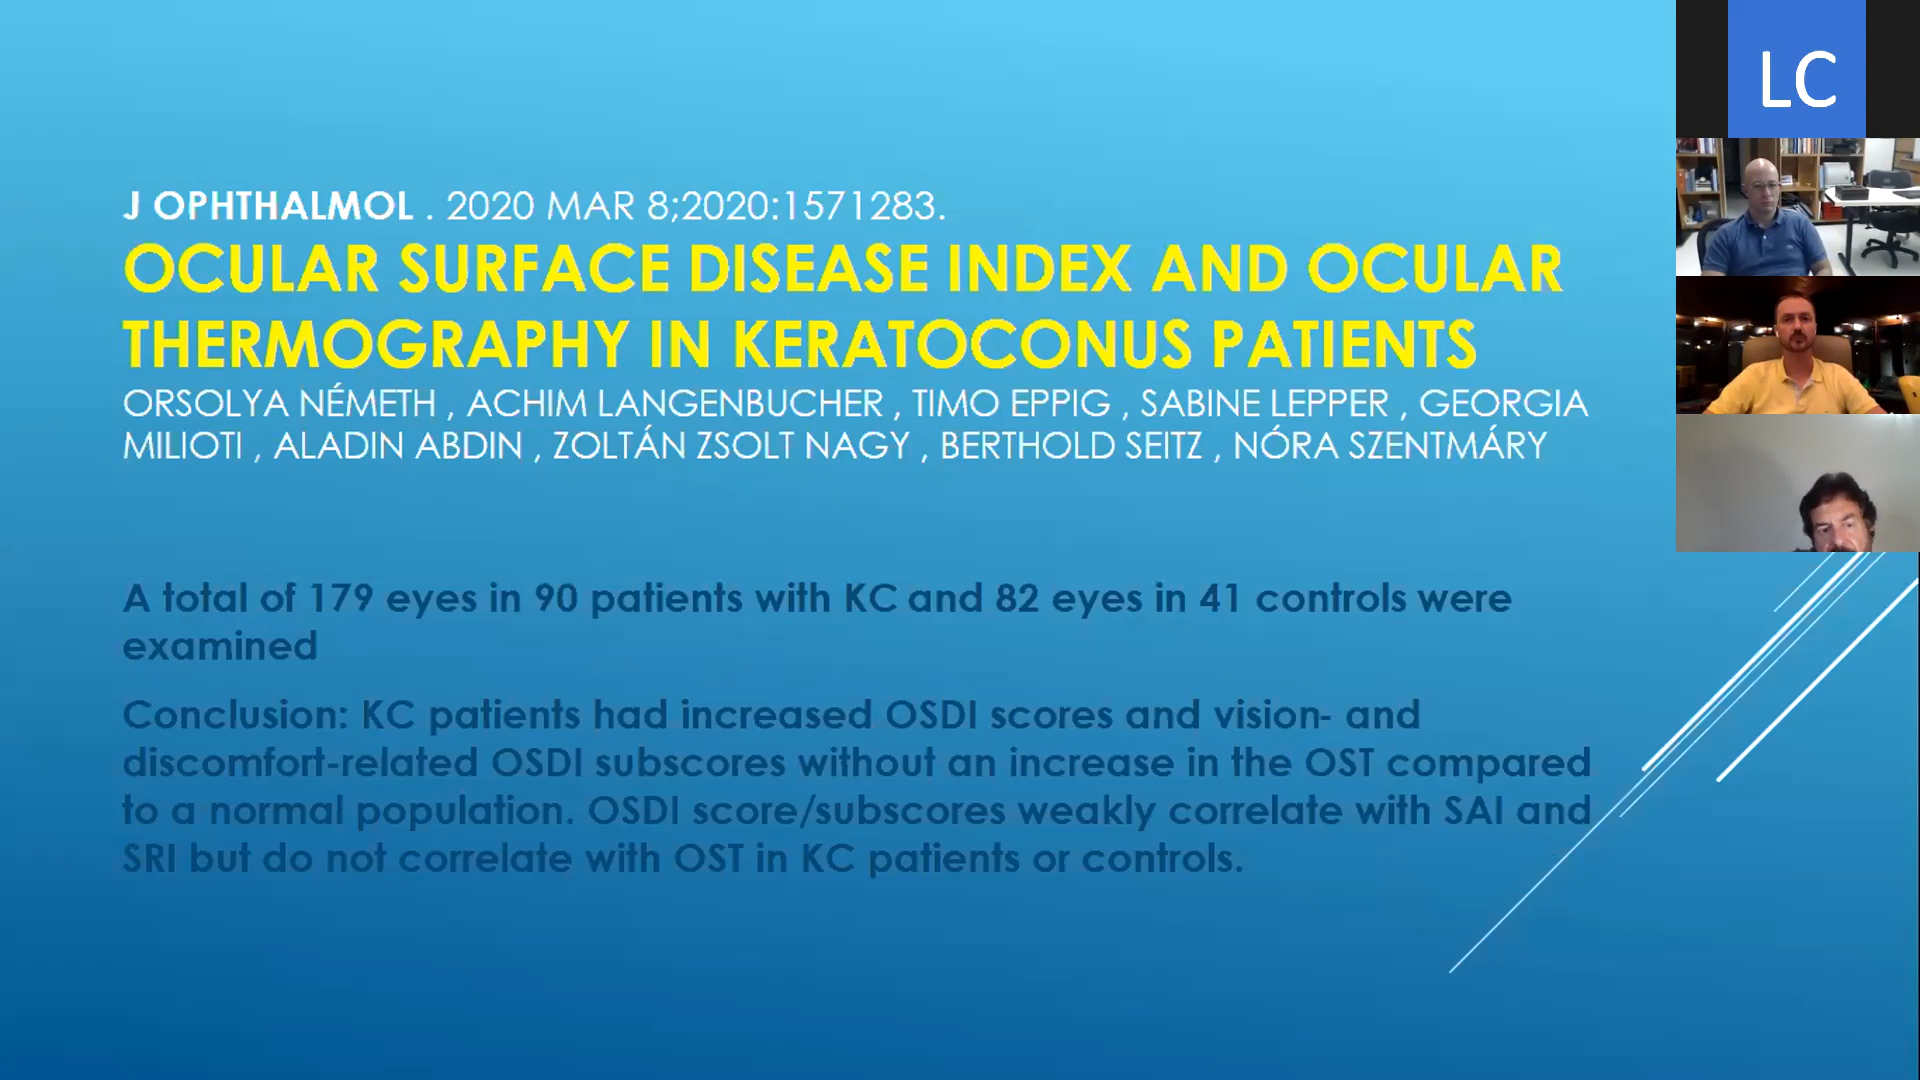 J OPHTHALMOL . 2020 MAR 8;2020:1571283.
OCULAR SURFACE DISEASE INDEX AND OCULAR
THERMOGRAPHY IN KERATOCONUS PATIENTS
ORSOLYA NÉMETH , ACHIM LANGENBUCHER , TIMO EPPIG , SABINE LEPPER , GEORGIA
MILIOTI , ALADIN ABDIN , ZOLTÁN ZSOLT NAGY , BERTHOLD SEITZ , NÓRA SZENTMÁRY
A total of 179 eyes in 90 patients with KC and 82 eyes in 41 controls were
examined
Conclusion: KC patients had increased OSDI scores and vision- and
discomfort-related OSDI subscores without an increase in the OST compared
to a normal population. OSDI score/subscores weakly correlate with SAI and
SRI but do not correlate with OST in KC patients or controls.
LC